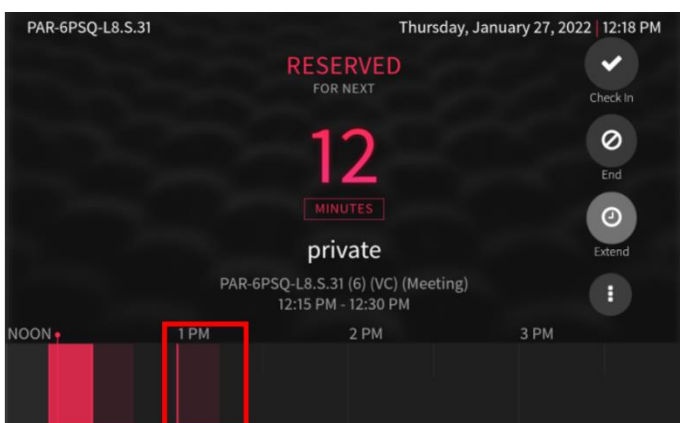 PAR-6PSQ-L8.S.31
Thursday, January 27, 2022 | 12:18 PM
RESERVED
FOR NEXT
Check In
12
End
MINUTES
private
Extend
PAR-6PSQ-L8.S.31 (6) (VC) (Meeting)
12:15 PM - 12:30 PM
NOON 1 PM 2 PM 3 PM